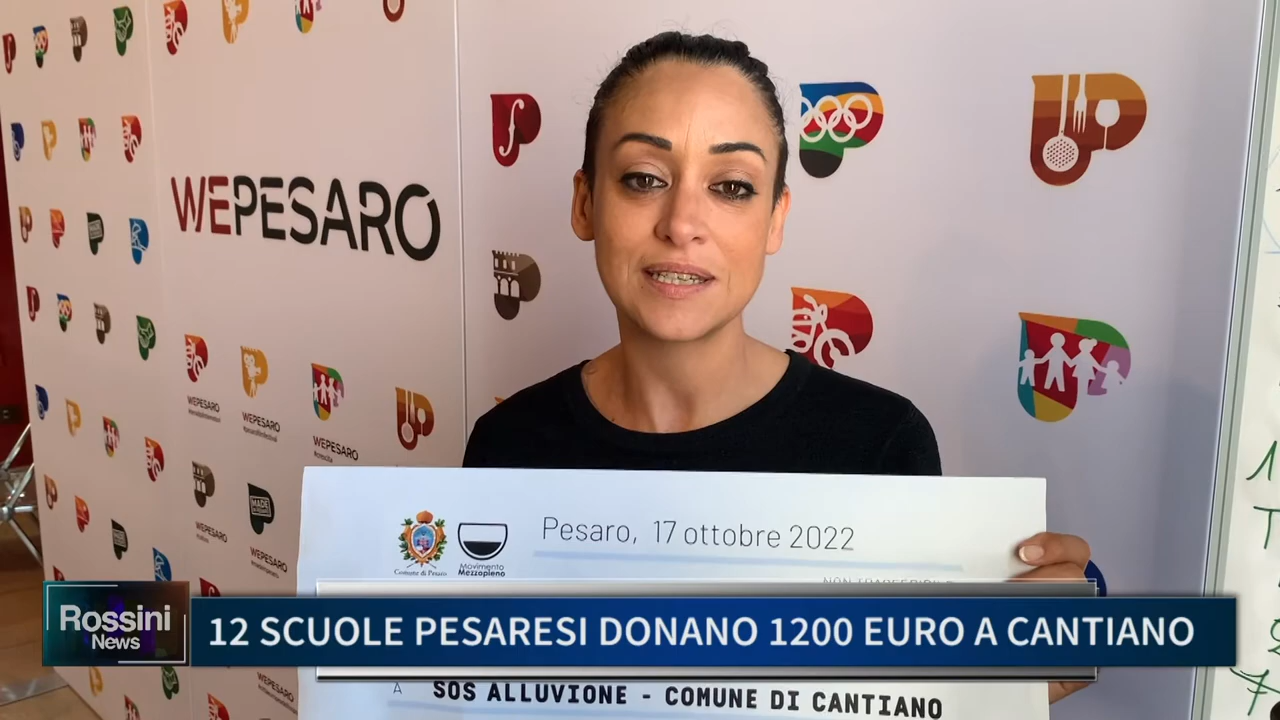 WEPESARO
WEPESARO
WEPESARO
WEPESARO
WEPESARO
MADE
WEPESARO
WEPESARO
Pesaro, 17 ottobre 2022
Comune di Pesaro
Movimento
Mezzopieno
Rossini
News
12 SCUOLE PESARESI DONANO 1200 EURO A CANTIANO
A SOS ALLUVIONE - COMUNE DI CANTIANO